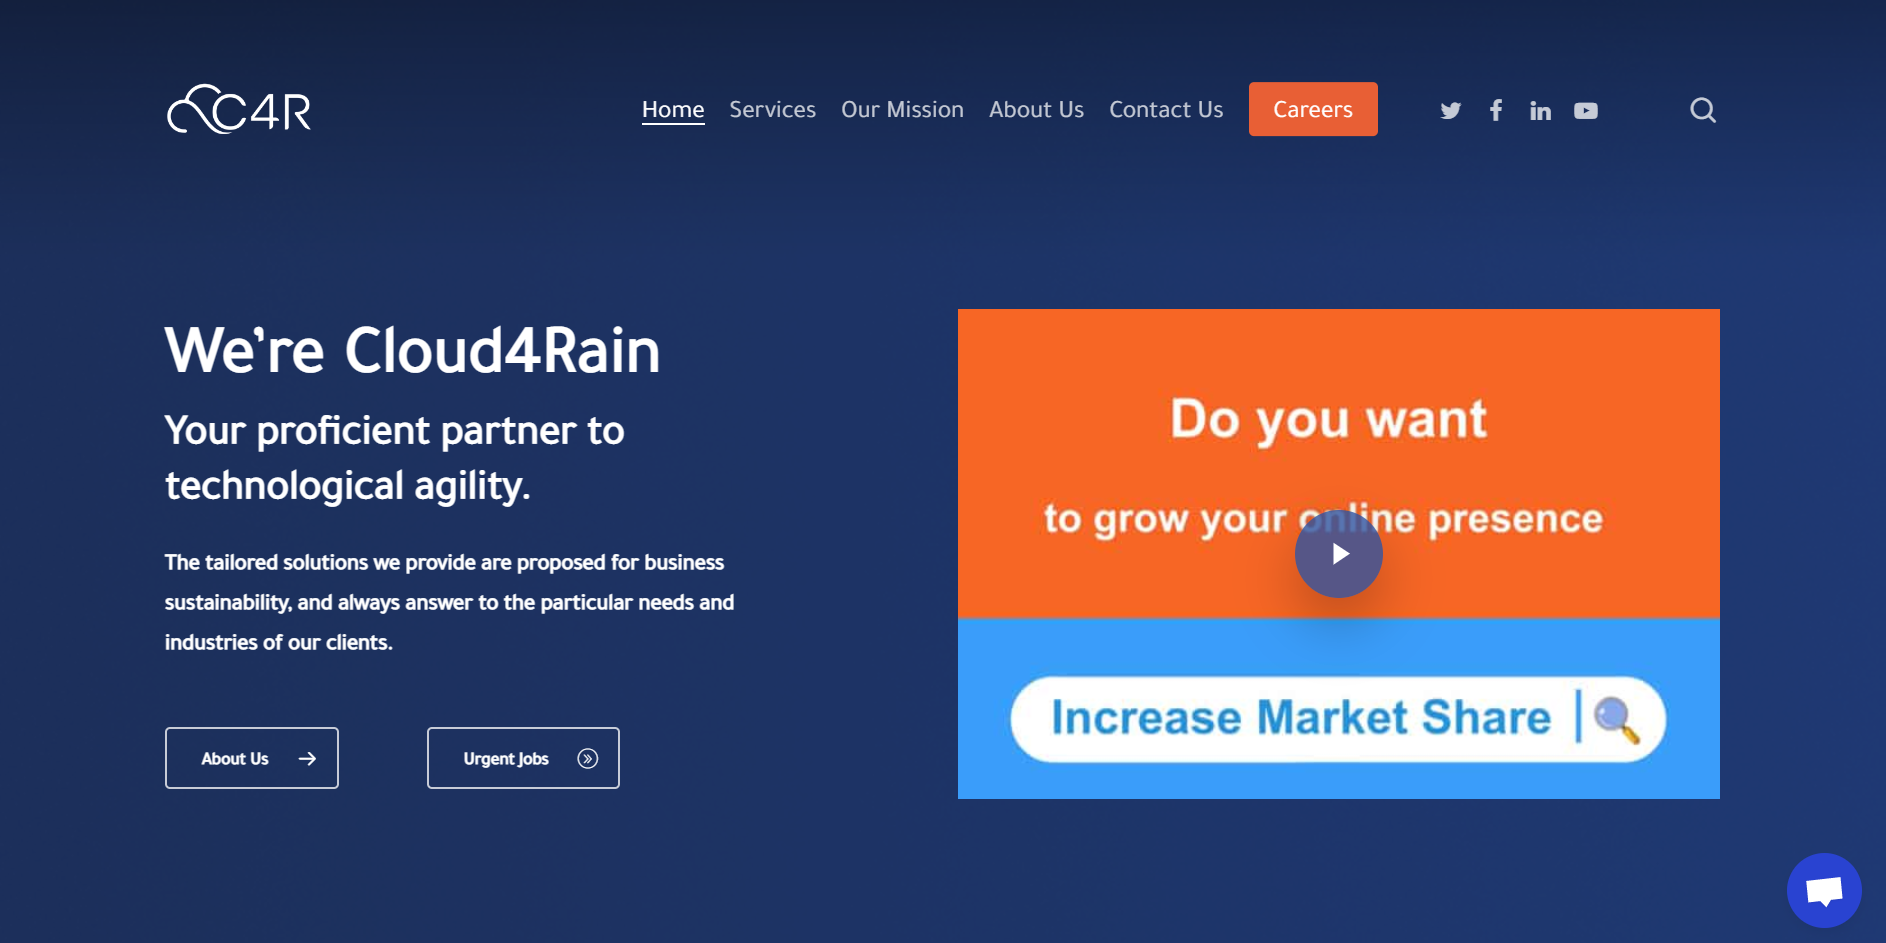 C4R
Home Services Our Mission About Us Contact Us Careers
We're Cloud4Rain
Your proficient partner to
technological agility.
The tailored solutions we provide are proposed for business
sustainability, and always answer to the particular needs and
industries of our clients.
About Us
Urgent Jobs
Do you want
to grow your online presence
Increase Market Share